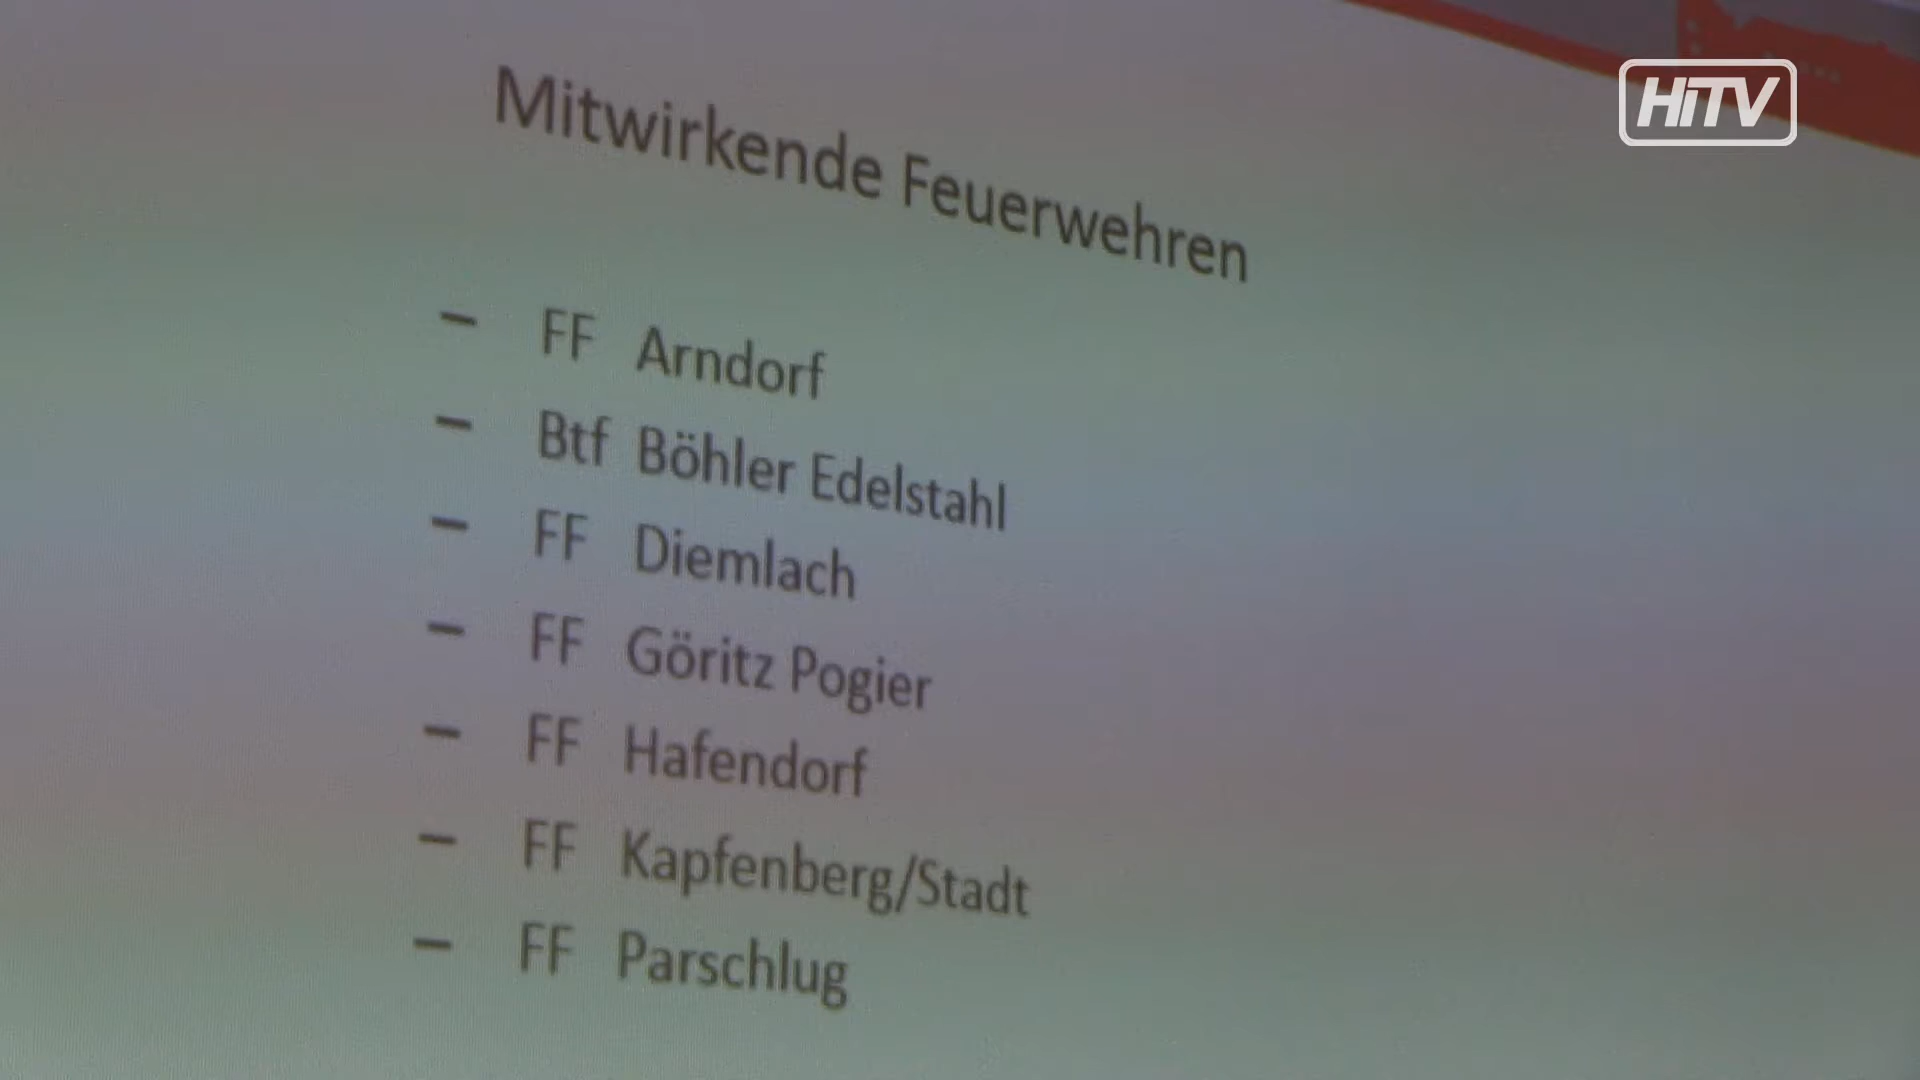 HiTV
Mitwirkende Feuerwehren
– FF Arndorf
– Btf Böhler Edelstahl
– FF Diemlach
– FF Göritz Pogier
– FF Hafendorf
– FF Kapfenberg/Stadt
– FF Parschlug